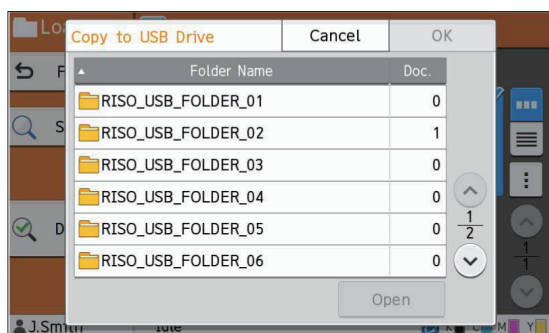 Lo
Copy to USB Drive Cancel OK
F
Folder Name Doc.
RISO_USB_FOLDER_01 0
S
RISO_USB_FOLDER_02 1
RISO_USB_FOLDER_03 0
RISO_USB_FOLDER_04 0
1
2
D
RISO_USB_FOLDER_05 0
RISO_USB_FOLDER_06 0
1
1
Open
J.Smith Idle K C M Y